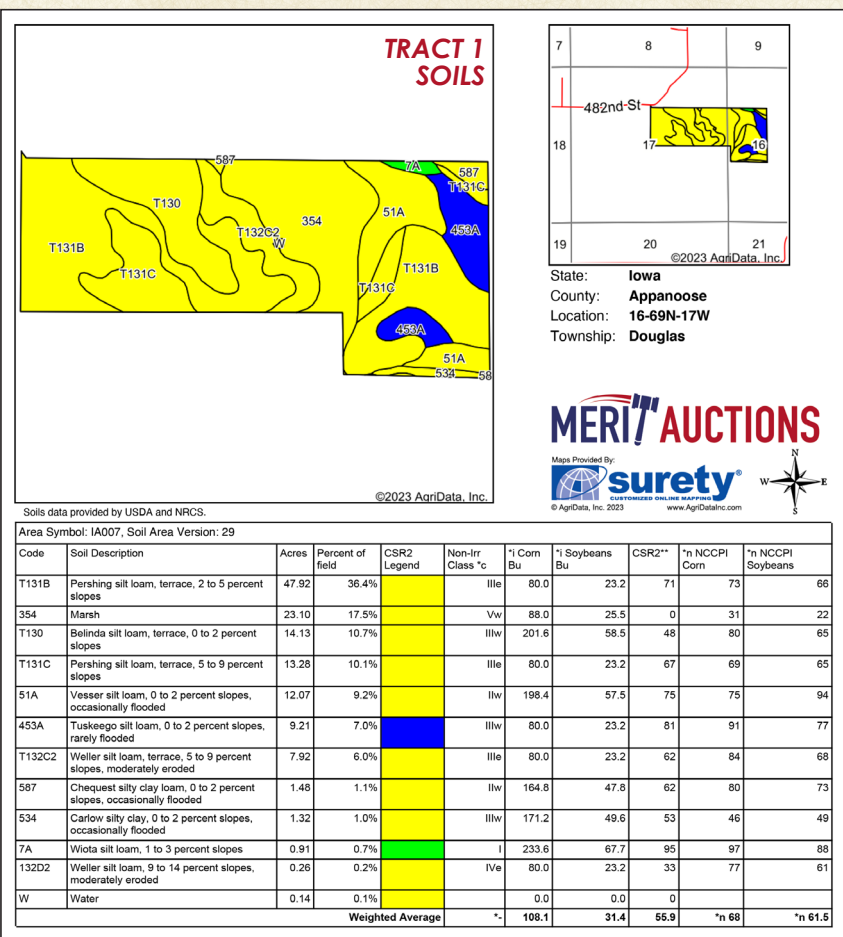 TRACT 1
SOILS
587
7A
587
T131C
T130
51A
354
T132C2
W
453A
T131B
T131C
T131B
T131C
453A
51A
534
58
©2023 AgriData, Inc.
7
8
9
482nd St
18
17
16
19
20
21
©2023 AgriData, Inc.
State: Iowa
County: Appanoose
Location: 16-69N-17W
Township: Douglas
MERIT AUCTIONS
Maps Provided By:
surety®
CUSTOMIZED ONLINE MAPPING
© AgriData, Inc. 2023 www.AgriDataInc.com
N
W E
S
Soils data provided by USDA and NRCS.
Area Symbol: IA007, Soil Area Version: 29
Code Soil Description Acres Percent of field CSR2 Legend Non-Irr Class *c *i Corn Bu *i Soybeans Bu CSR2** *n NCCPI Corn *n NCCPI Soybeans
T131B Pershing silt loam, terrace, 2 to 5 percent slopes 47.92 36.4% IIIe 80.0 23.2 71 73 66
354 Marsh 23.10 17.5% Vw 88.0 25.5 0 31 22
T130 Belinda silt loam, terrace, 0 to 2 percent slopes 14.13 10.7% IIIw 201.6 58.5 48 80 65
T131C Pershing silt loam, terrace, 5 to 9 percent slopes 13.28 10.1% IIIe 80.0 23.2 67 69 65
51A Vesser silt loam, 0 to 2 percent slopes, occasionally flooded 12.07 9.2% IIw 198.4 57.5 75 75 94
453A Tuskeego silt loam, 0 to 2 percent slopes, rarely flooded 9.21 7.0% IIIw 80.0 23.2 81 91 77
T132C2 Weller silt loam, terrace, 5 to 9 percent slopes, moderately eroded 7.92 6.0% IIIe 80.0 23.2 62 84 68
587 Chequest silty clay loam, 0 to 2 percent slopes, occasionally flooded 1.48 1.1% IIw 164.8 47.8 62 80 73
534 Carlow silty clay, 0 to 2 percent slopes, occasionally flooded 1.32 1.0% IIIw 171.2 49.6 53 46 49
7A Wiota silt loam, 1 to 3 percent slopes 0.91 0.7% I 233.6 67.7 95 97 88
132D2 Weller silt loam, 9 to 14 percent slopes, moderately eroded 0.26 0.2% IVe 80.0 23.2 33 77 61
W Water 0.14 0.1% 0.0 0.0 0
Weighted Average *- 108.1 31.4 55.9 *n 68 *n 61.5